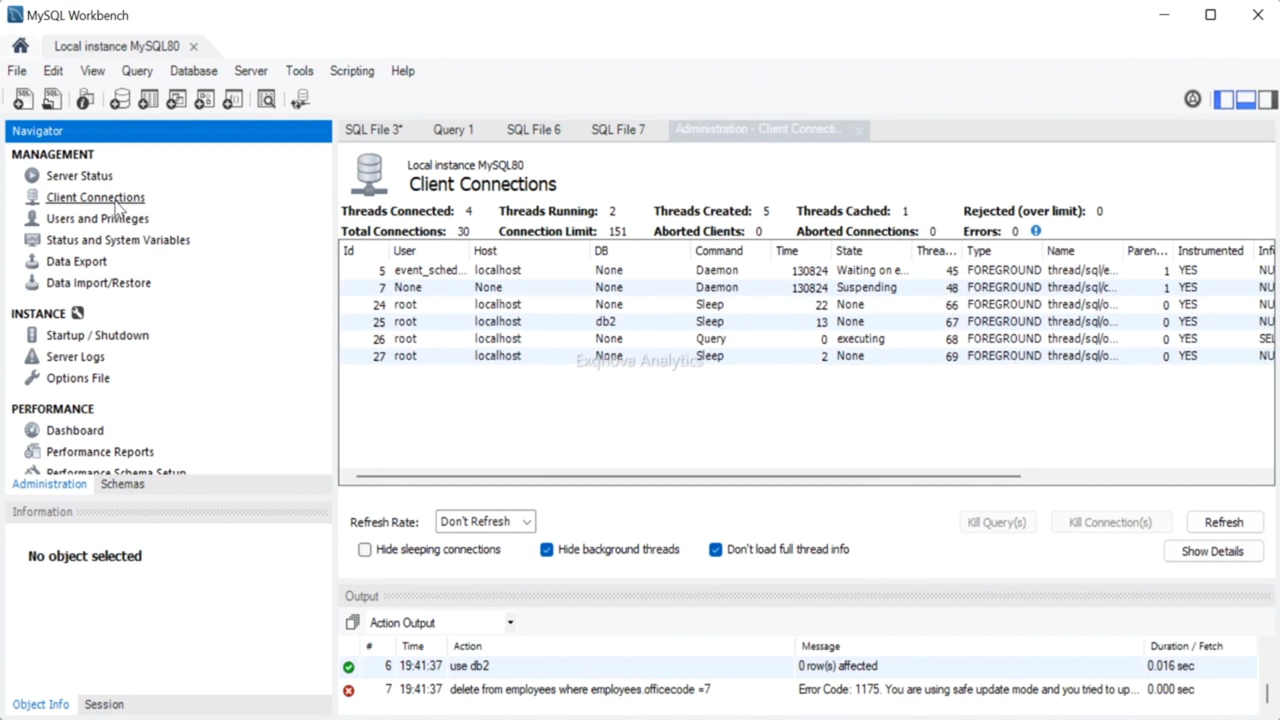 MySQL Workbench
Local instance MySQL80
File Edit View Query Database Server Tools Scripting Help
Navigator
MANAGEMENT
Server Status
Client Connections
Users and Privileges
Status and System Variables
Data Export
Data Import/Restore
INSTANCE
Startup / Shutdown
Server Logs
Options File
PERFORMANCE
Dashboard
Performance Reports
Performance Schema Setup
Administration Schemas
Information
No object selected
Object Info Session
SQL File 3* Query 1 SQL File 6 SQL File 7 Administration - Client Connecti...
Local instance MySQL80
Client Connections
Threads Connected: 4 Threads Running: 2 Threads Created: 5 Threads Cached: 1 Rejected (over limit): 0
Total Connections: 30 Connection Limit: 151 Aborted Clients: 0 Aborted Connections: 0 Errors: 0
Id User Host DB Command Time State Threa... Type Name Paren... Instrumented Inf
5 event_sched... localhost None Daemon 130824 Waiting on e... 45 FOREGROUND thread/sql/e... 1 YES NU
7 None None None Daemon 130824 Suspending 48 FOREGROUND thread/sql/c... 1 YES NU
24 root localhost None Sleep 22 None 66 FOREGROUND thread/sql/o... 0 YES NU
25 root localhost db2 Sleep 13 None 67 FOREGROUND thread/sql/o... 0 YES NU
26 root localhost None Query 0 executing 68 FOREGROUND thread/sql/o... 0 YES SEL
27 root localhost None Sleep 2 None 69 FOREGROUND thread/sql/o... 0 YES NU
Exqnova Analytics
Refresh Rate: Don't Refresh Kill Query(s) Kill Connection(s) Refresh
Hide sleeping connections Hide background threads Don't load full thread info Show Details
Output
Action Output
# Time Action Message Duration / Fetch
6 19:41:37 use db2 0 row(s) affected 0.016 sec
7 19:41:37 delete from employees where employees.officecode =7 Error Code: 1175. You are using safe update mode and you tried to up... 0.000 sec